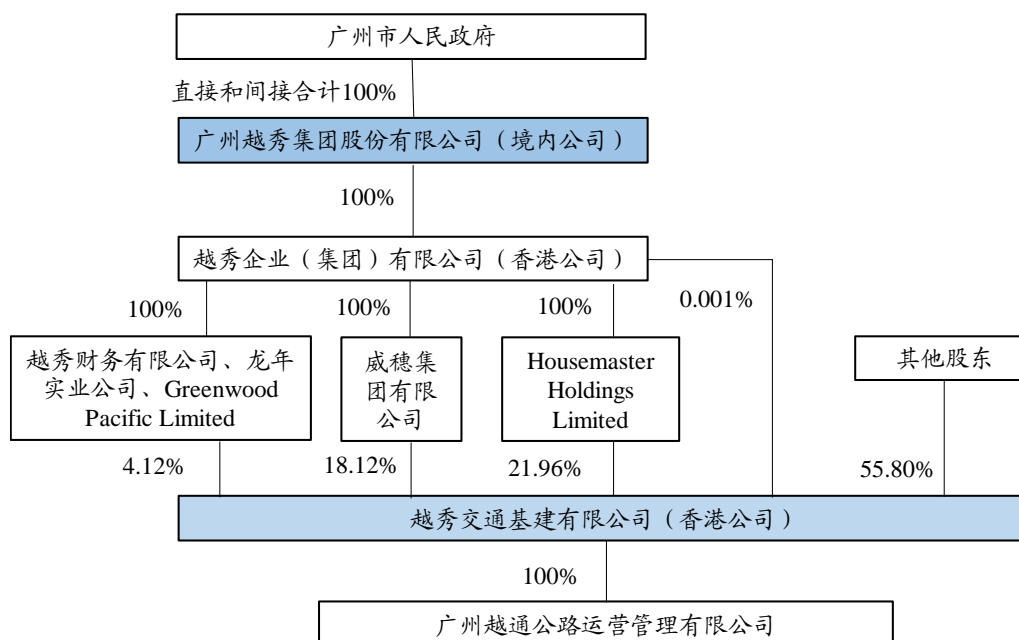 广州市人民政府
直接和间接合计100%
广州越秀集团股份有限公司（境内公司）
100%
越秀企业（集团）有限公司（香港公司）
100%
100%
100%
0.001%
越秀财务有限公司、龙年
实业公司、Greenwood
Pacific Limited
威穗集
团有限
公司
Housemaster
Holdings
Limited
其他股东
4.12%
18.12%
21.96%
55.80%
越秀交通基建有限公司（香港公司）
100%
广州越通公路运营管理有限公司